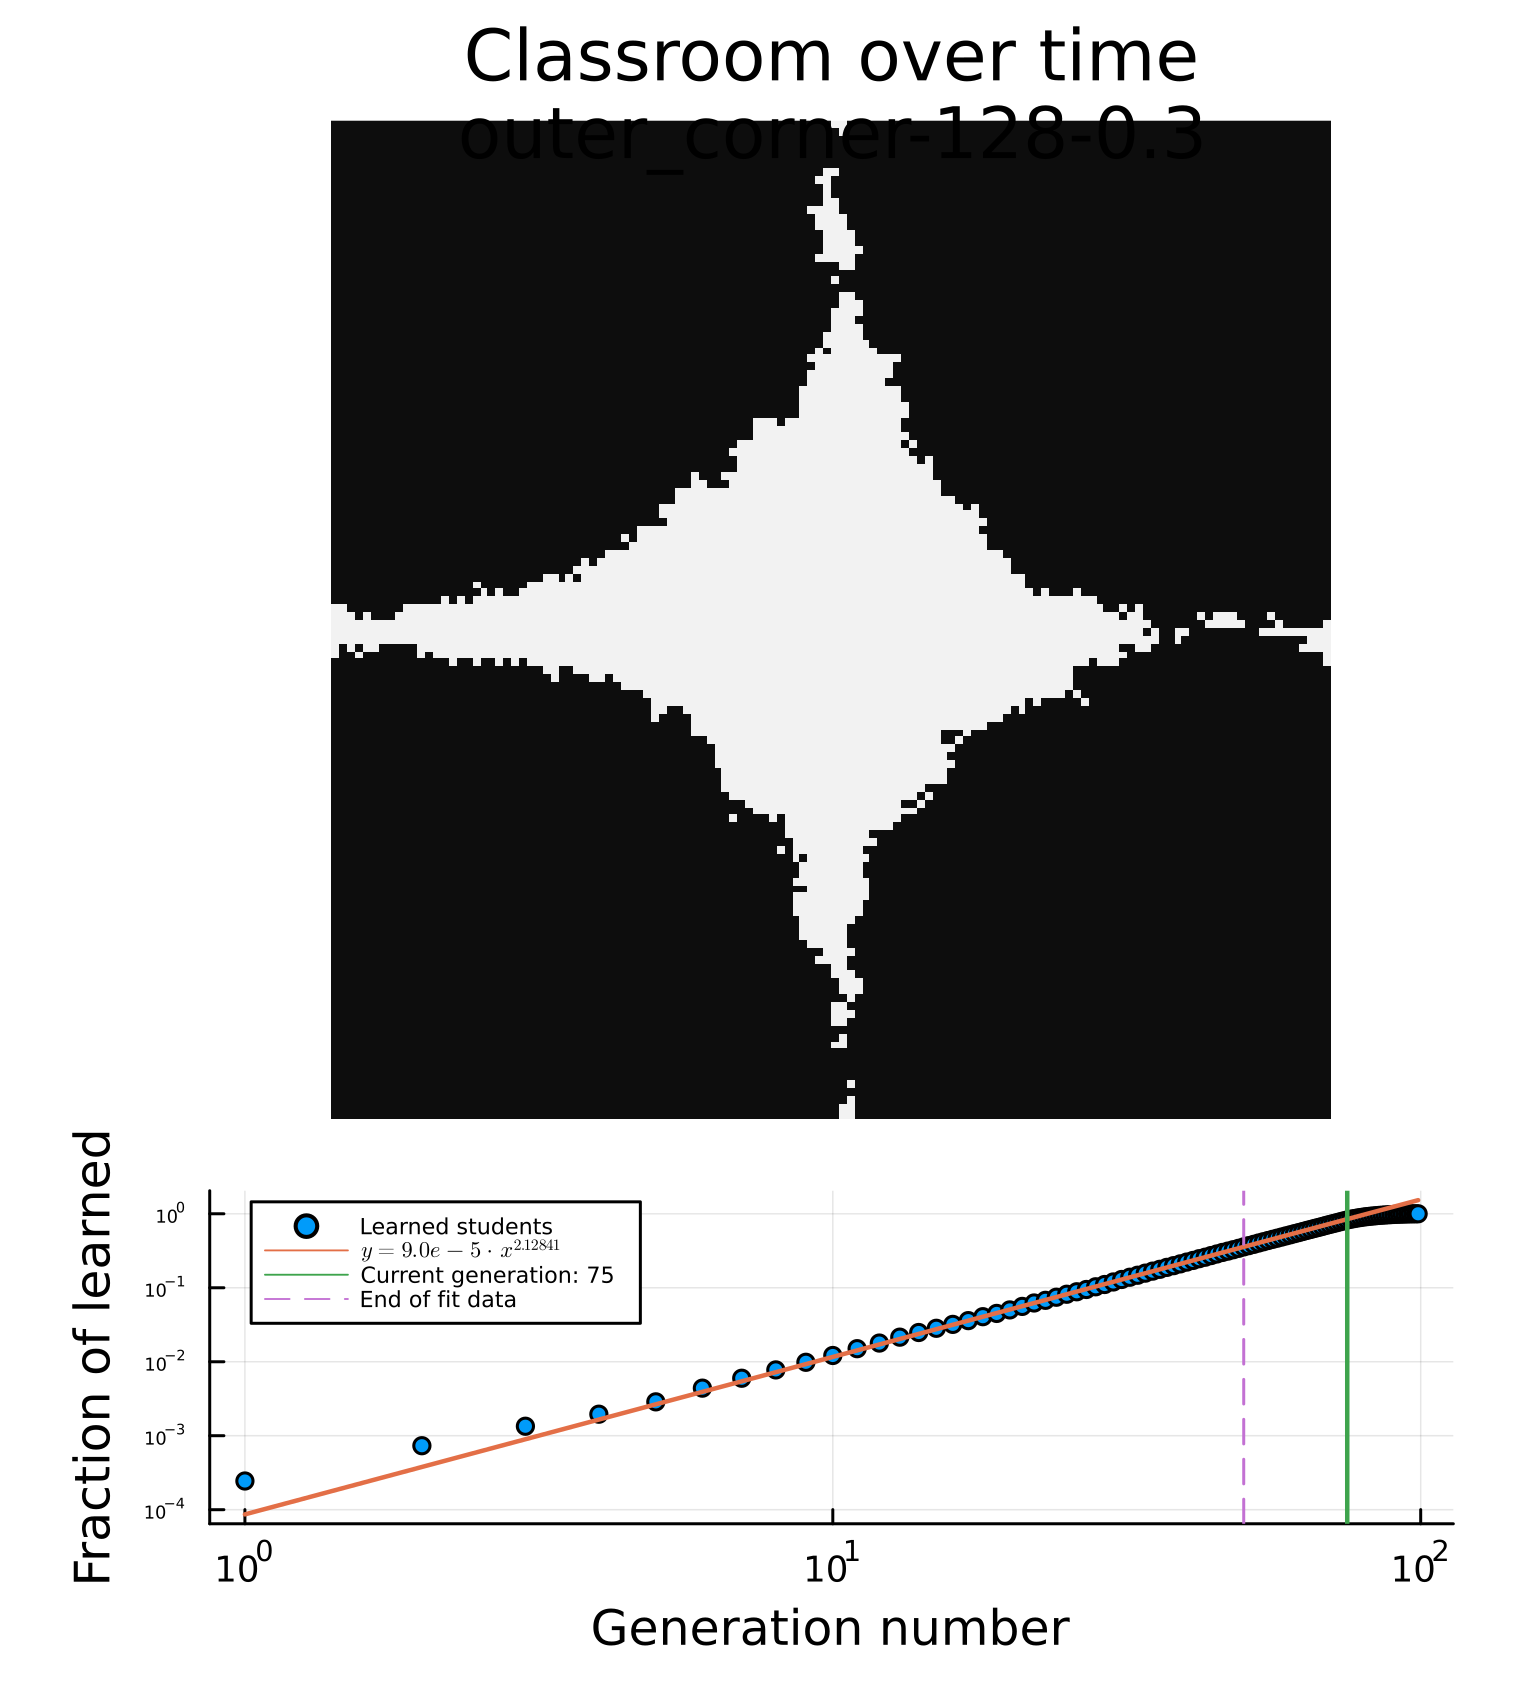 Classroom over time
outer_corner-128-0.3
Fraction of learned
10^0
10^-1
10^-2
10^-3
10^-4
Learned students
y = 9.0e − 5 · x^2.12841
Current generation: 75
End of fit data
10^0 10^1 10^2
Generation number